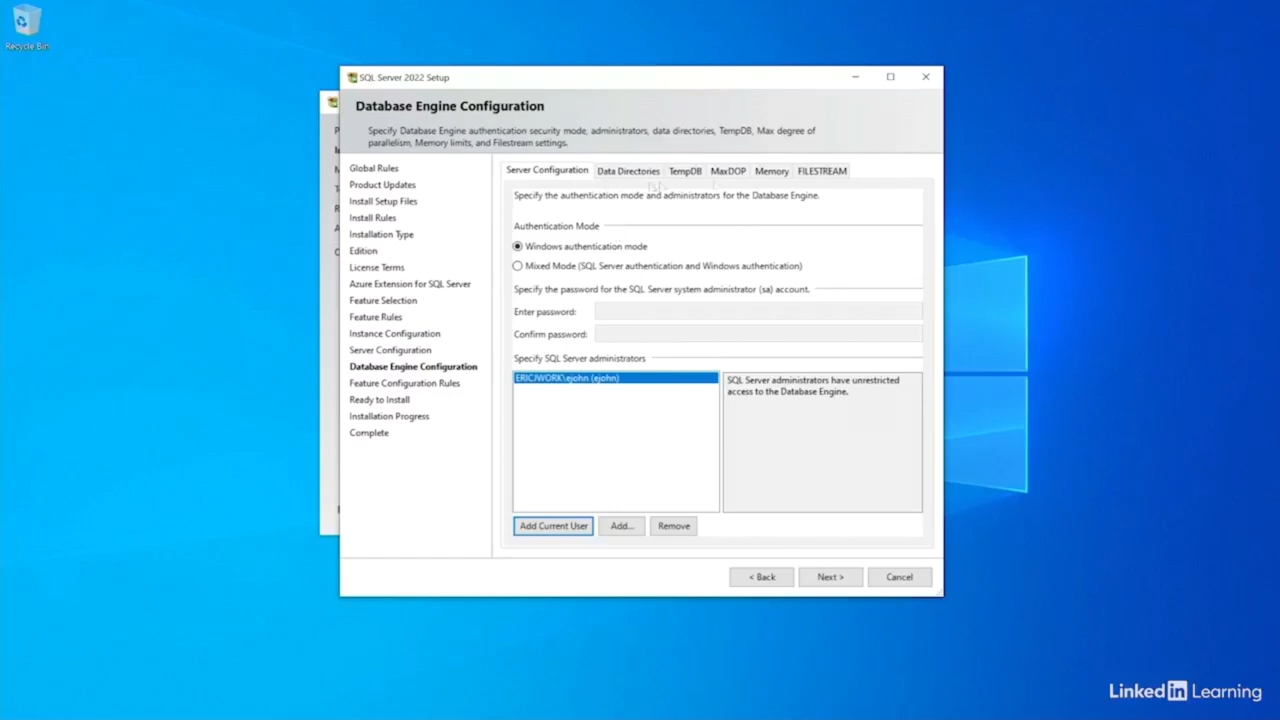 Recycle Bin
SQL Server 2022 Setup
Database Engine Configuration
Specify Database Engine authentication security mode, administrators, data directories, TempDB, Max degree of
parallelism, Memory limits, and Filestream settings.
Global Rules
Product Updates
Install Setup Files
Install Rules
Installation Type
Edition
License Terms
Azure Extension for SQL Server
Feature Selection
Feature Rules
Instance Configuration
Server Configuration
Database Engine Configuration
Feature Configuration Rules
Ready to Install
Installation Progress
Complete
Server Configuration Data Directories TempDB MaxDOP Memory FILESTREAM
Specify the authentication mode and administrators for the Database Engine.
Authentication Mode
Windows authentication mode
Mixed Mode (SQL Server authentication and Windows authentication)
Specify the password for the SQL Server system administrator (sa) account.
Enter password:
Confirm password:
Specify SQL Server administrators
ERICJWORK\ejohn (ejohn)
SQL Server administrators have unrestricted
access to the Database Engine.
Add Current User Add... Remove
< Back Next > Cancel
Linked in Learning